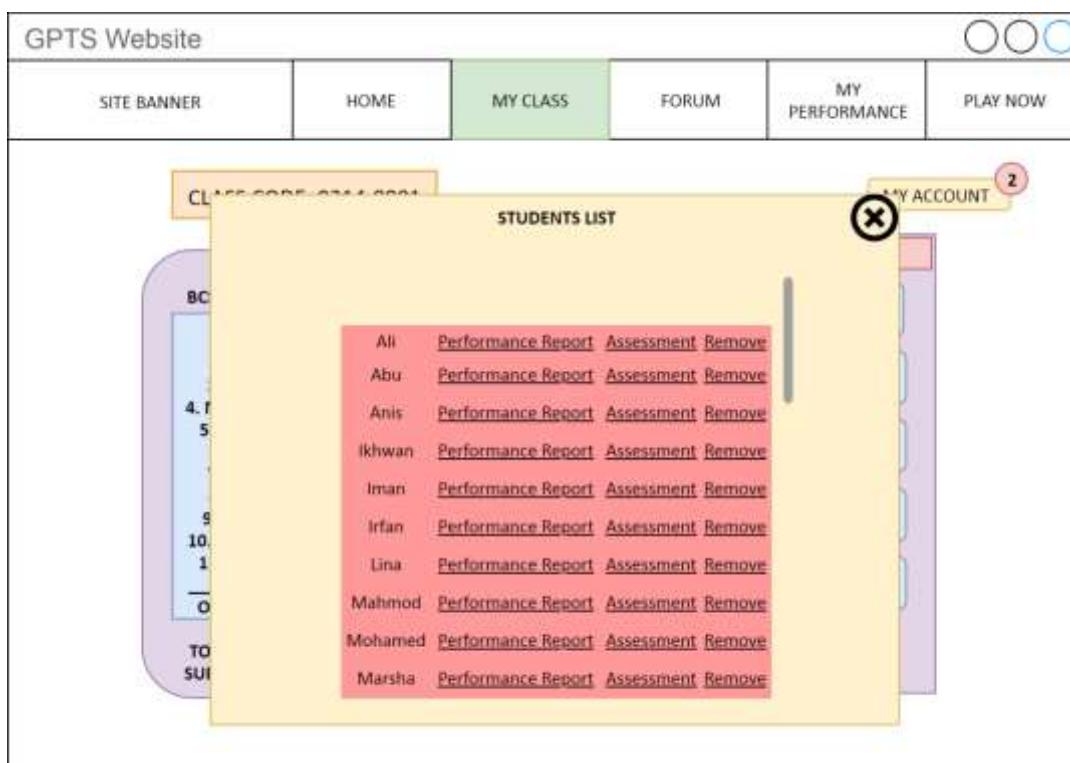 GPTS Website
SITE BANNER
HOME
MY CLASS
FORUM
MY PERFORMANCE
PLAY NOW
2
MY ACCOUNT
STUDENTS LIST
Ali Performance Report Assessment Remove
Abu Performance Report Assessment Remove
Anis Performance Report Assessment Remove
Ikhwan Performance Report Assessment Remove
Iman Performance Report Assessment Remove
Irfan Performance Report Assessment Remove
Lina Performance Report Assessment Remove
Mahmod Performance Report Assessment Remove
Mohamed Performance Report Assessment Remove
Marsha Performance Report Assessment Remove